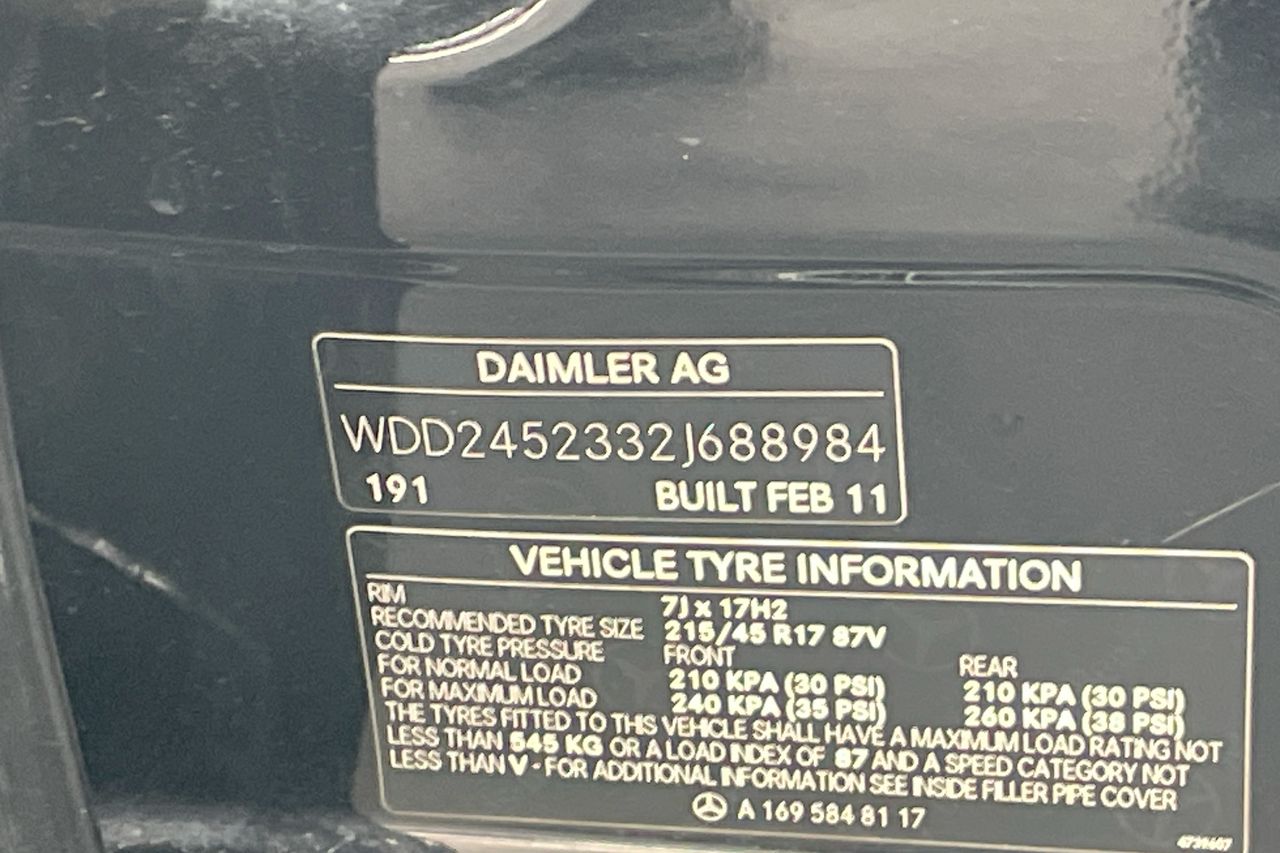 DAIMLER AG
WDD2452332J688984
191 BUILT FEB 11
VEHICLE TYRE INFORMATION
RIM 7J x 17H2
RECOMMENDED TYRE SIZE 215/45 R17 87V
COLD TYRE PRESSURE FRONT REAR
FOR NORMAL LOAD 210 KPA (30 PSI) 210 KPA (30 PSI)
FOR MAXIMUM LOAD 240 KPA (35 PSI) 260 KPA (38 PSI)
THE TYRES FITTED TO THIS VEHICLE SHALL HAVE A MAXIMUM LOAD RATING NOT
LESS THAN 545 KG OR A LOAD INDEX OF 87 AND A SPEED CATEGORY NOT
LESS THAN V - FOR ADDITIONAL INFORMATION SEE INSIDE FILLER PIPE COVER
A 169 584 81 17